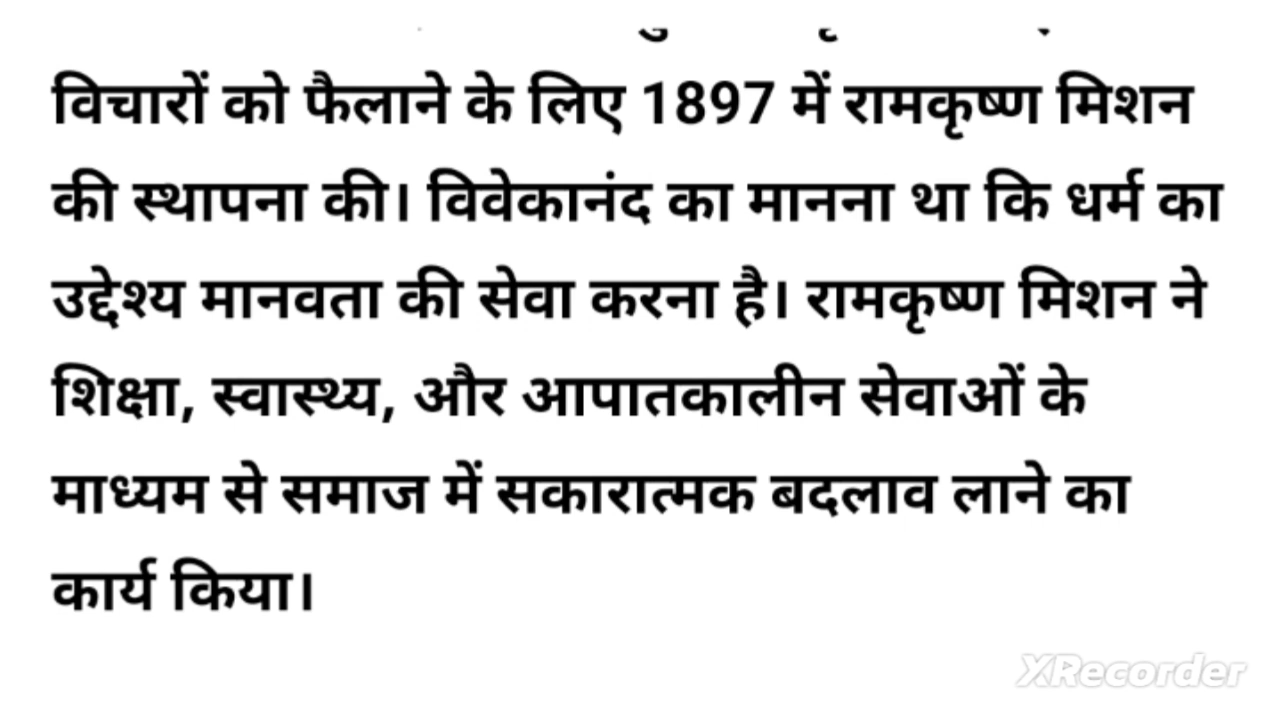 विचारों को फैलाने के लिए 1897 में रामकृष्ण मिशन
की स्थापना की। विवेकानंद का मानना था कि धर्म का
उद्देश्य मानवता की सेवा करना है। रामकृष्ण मिशन ने
शिक्षा, स्वास्थ्य, और आपातकालीन सेवाओं के
माध्यम से समाज में सकारात्मक बदलाव लाने का
कार्य किया।
XRecorder